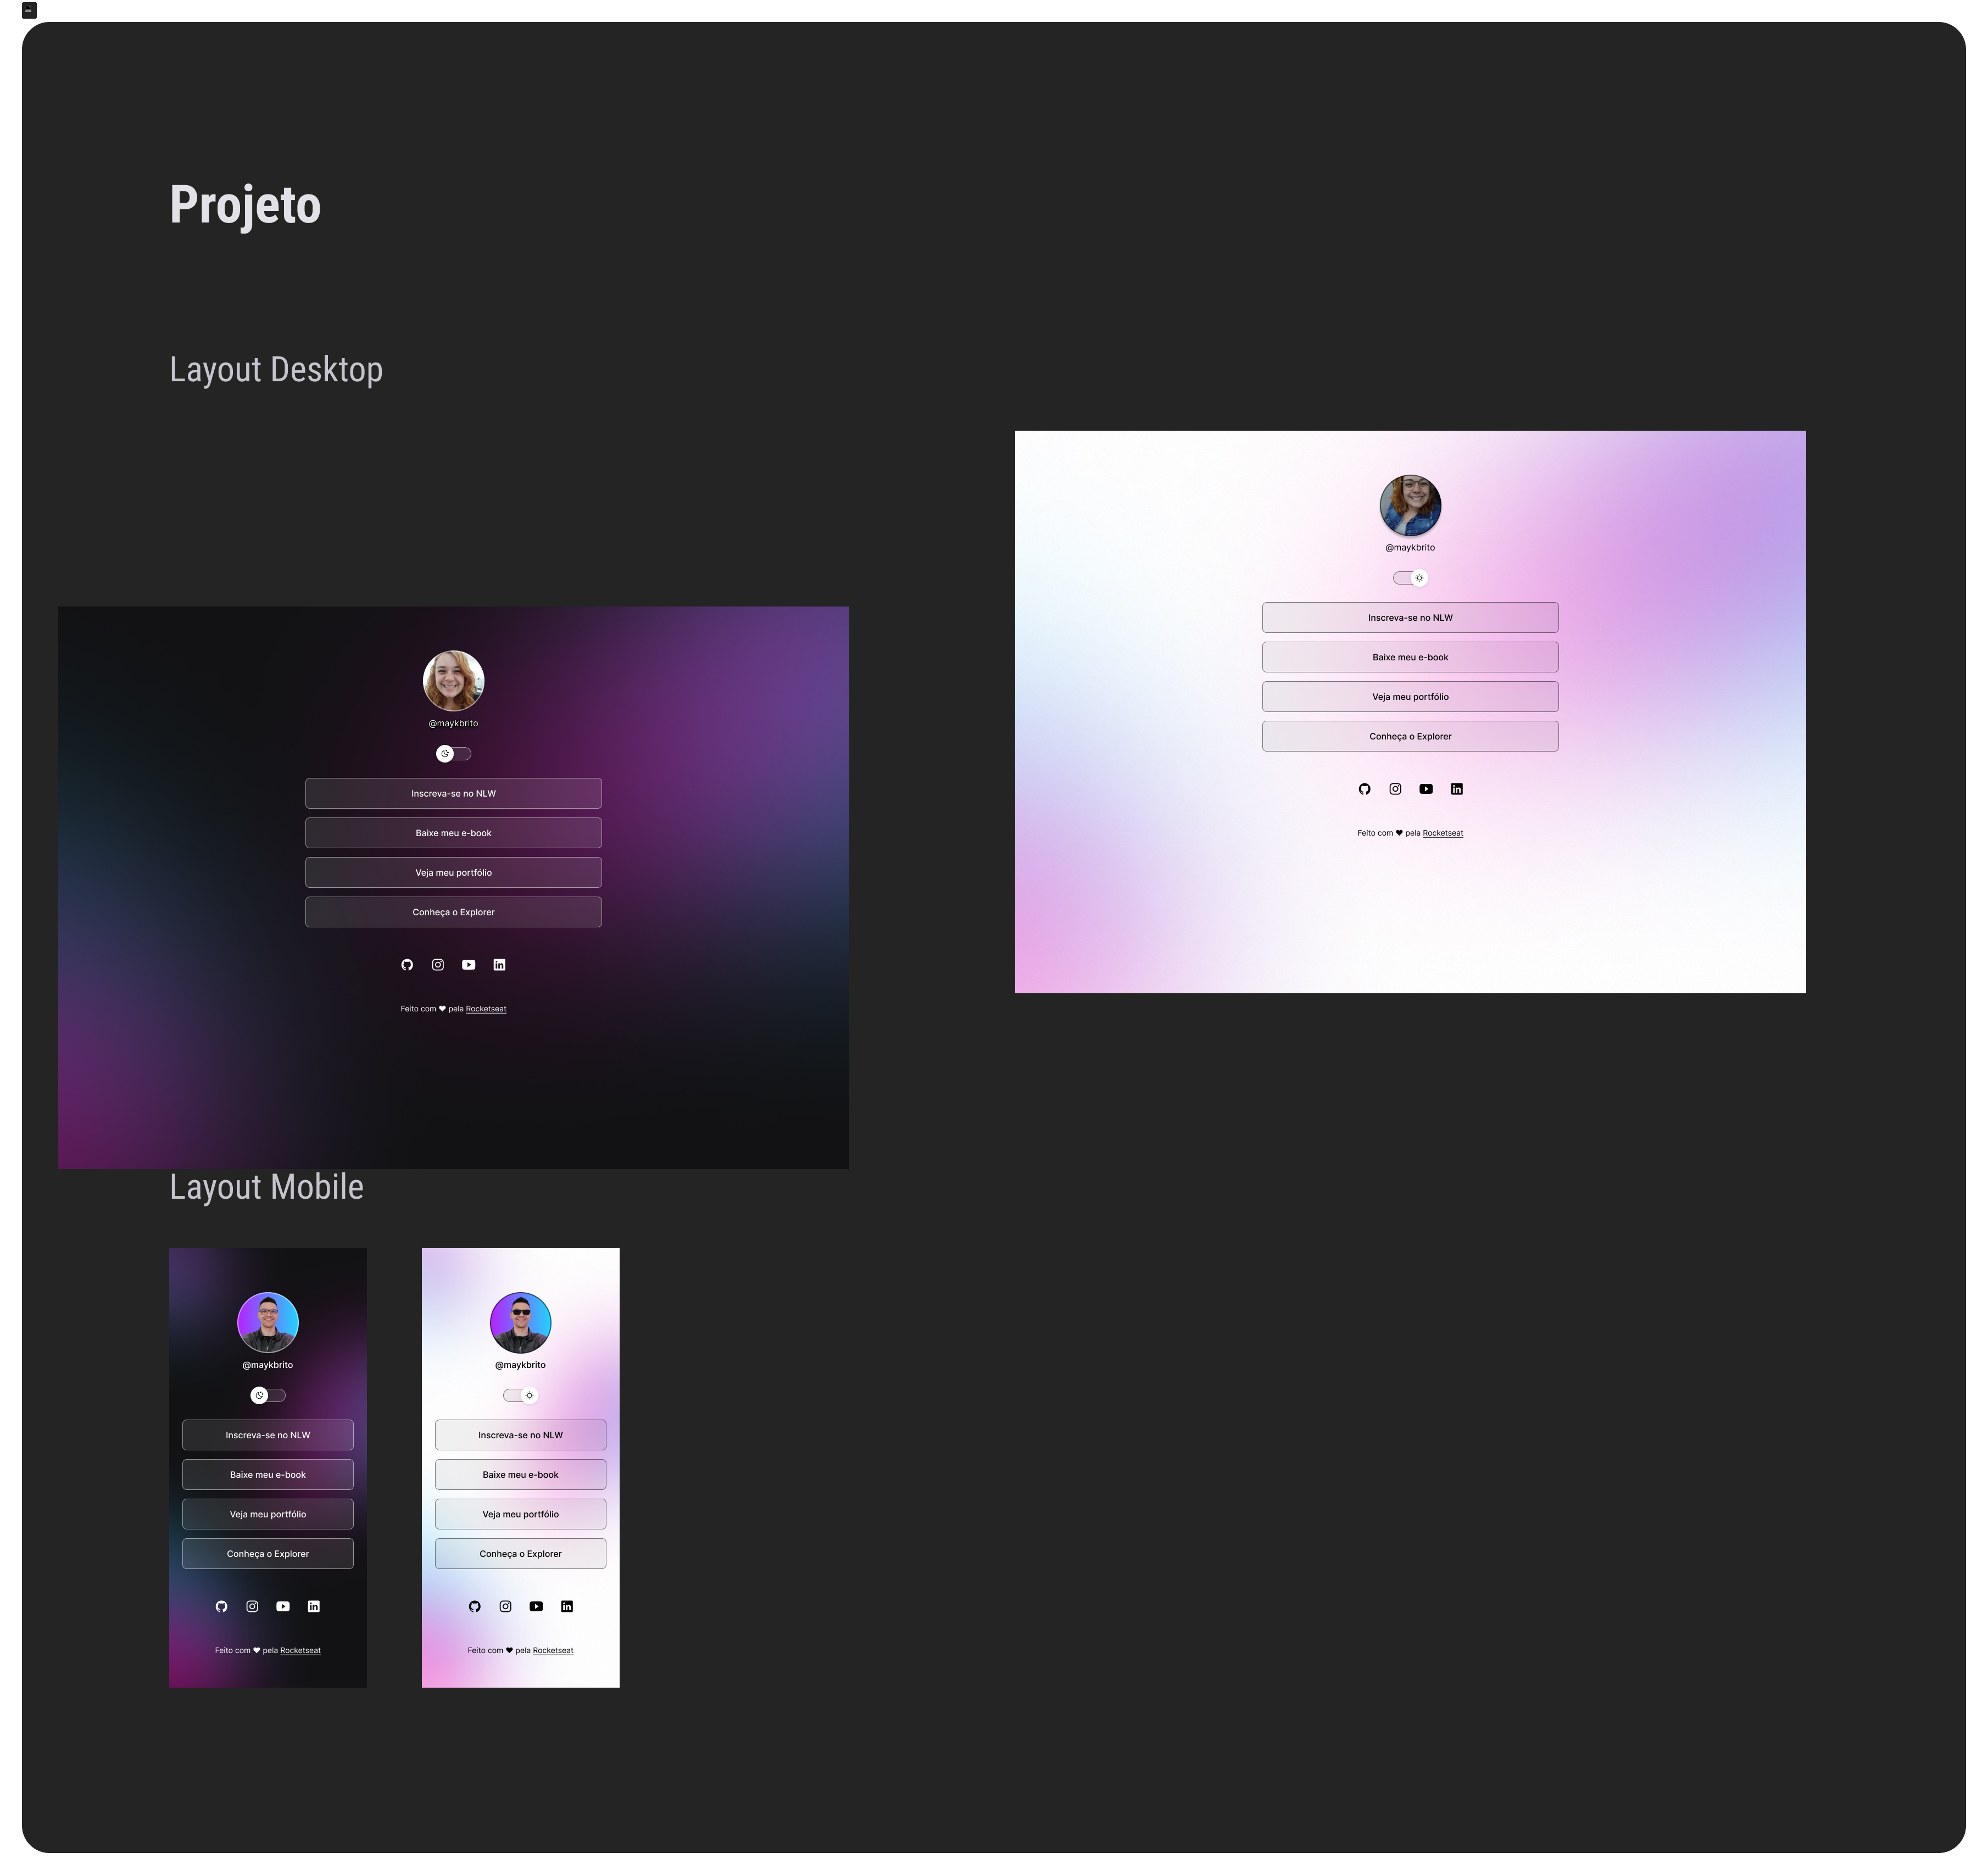 Projeto
Layout Desktop
@maykbrito
Inscreva-se no NLW
Baixe meu e-book
Veja meu portfólio
Conheça o Explorer
Feito com ♥ pela Rocketseat
@maykbrito
Inscreva-se no NLW
Baixe meu e-book
Veja meu portfólio
Conheça o Explorer
Feito com ♥ pela Rocketseat
Layout Mobile
@maykbrito
Inscreva-se no NLW
Baixe meu e-book
Veja meu portfólio
Conheça o Explorer
Feito com ♥ pela Rocketseat
@maykbrito
Inscreva-se no NLW
Baixe meu e-book
Veja meu portfólio
Conheça o Explorer
Feito com ♥ pela Rocketseat